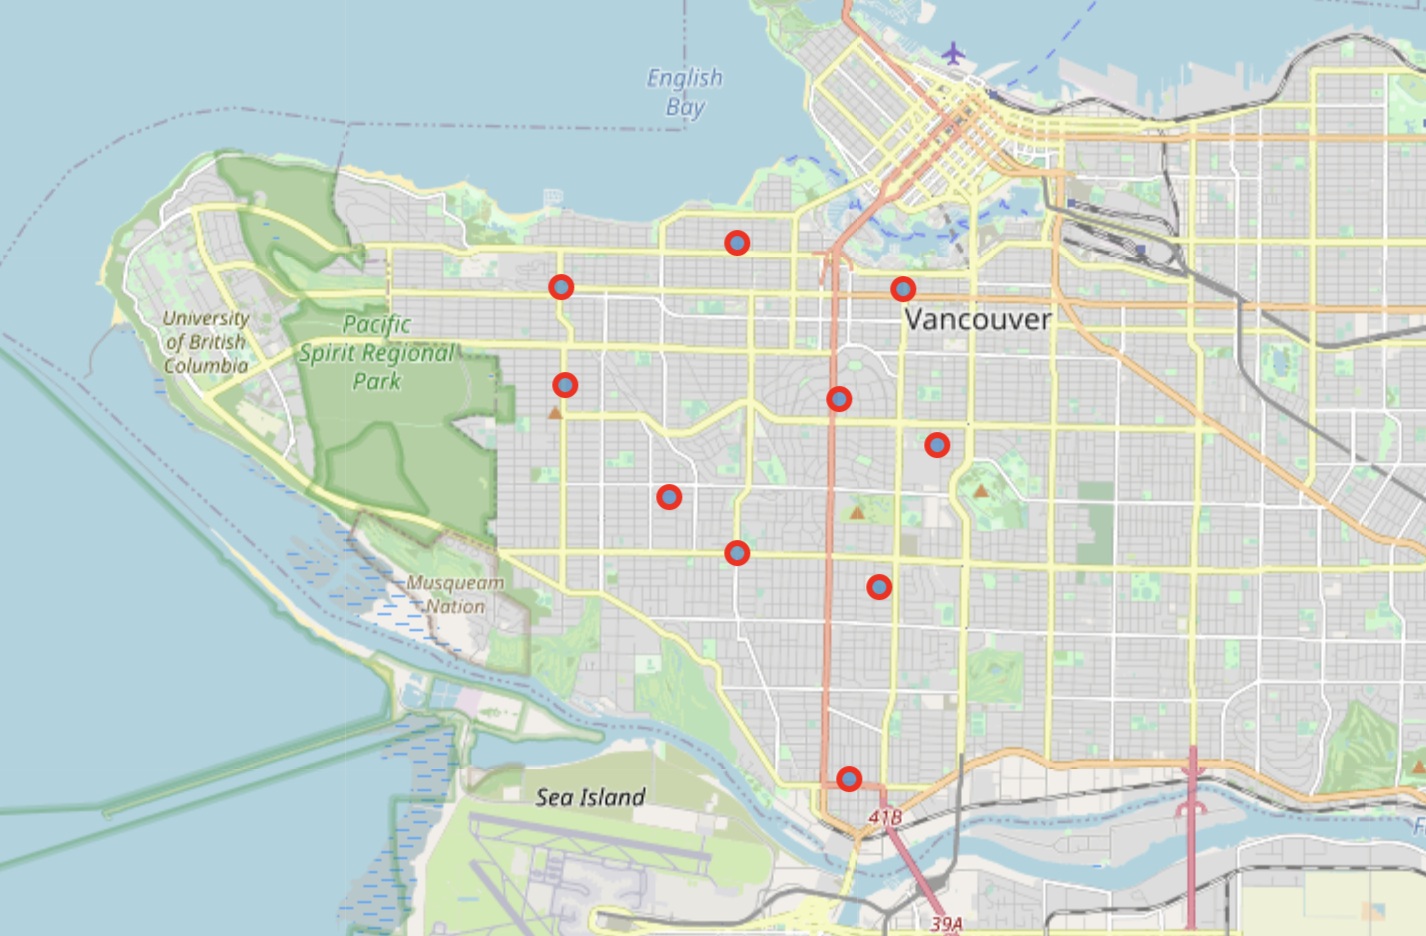 English
Bay
University
of British
Columbia
Pacific
Spirit Regional
Park
Vancouver
Musqueam
Nation
Sea Island
41B
39A